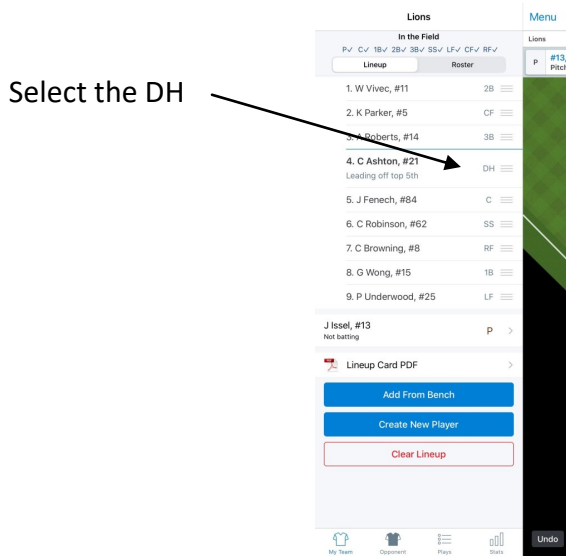 Select the DH
Lions
In the Field
P✓ C✓ 1B✓ 2B✓ 3B✓ SS✓ LF✓ CF✓ RF✓
Lineup Roster
1. W Vivec, #11 2B
2. K Parker, #5 CF
3. A Roberts, #14 3B
4. C Ashton, #21 DH
Leading off top 5th
5. J Fenech, #84 C
6. C Robinson, #62 SS
7. C Browning, #8 RF
8. G Wong, #15 1B
9. P Underwood, #25 LF
J Issel, #13 P
Not batting
PDF Lineup Card PDF
Add From Bench
Create New Player
Clear Lineup
My Team Opponent Plays Stats
Menu
Lions
P #13,
Pitch
Undo